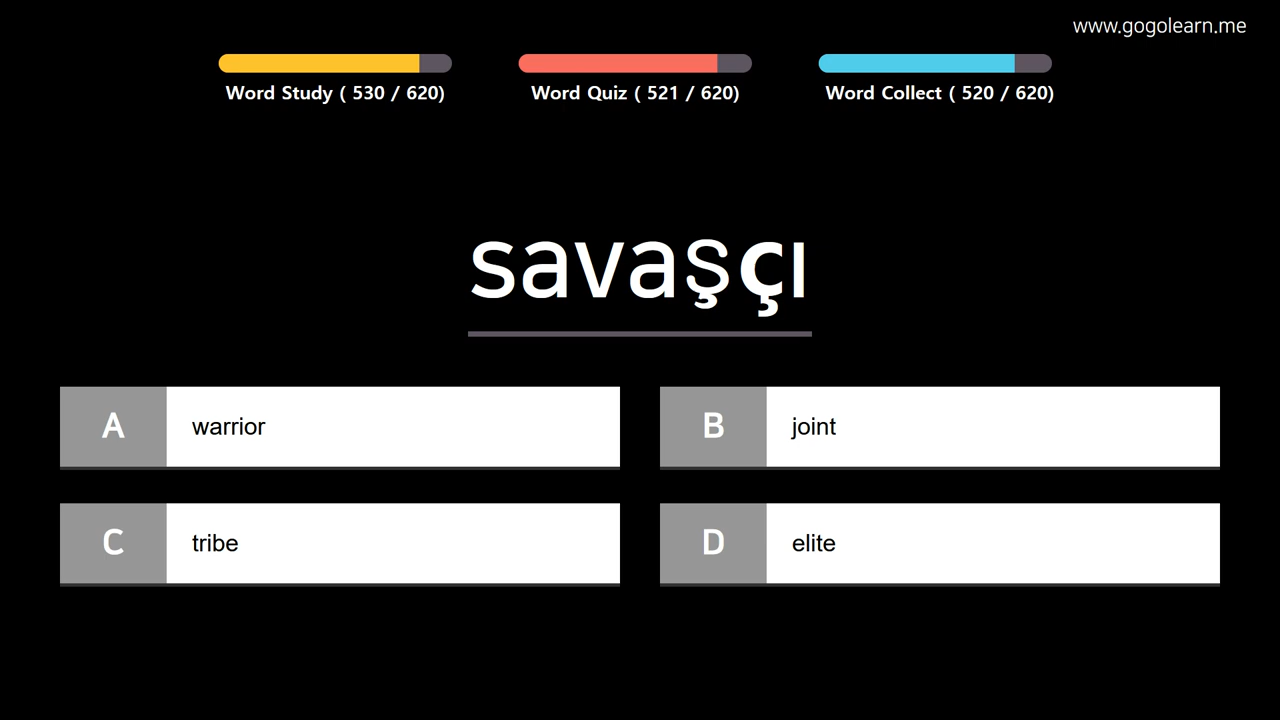 www.gogolearn.me
Word Study ( 530 / 620)
Word Quiz ( 521 / 620)
Word Collect ( 520 / 620)
savaşçı
A warrior
B joint
C tribe
D elite